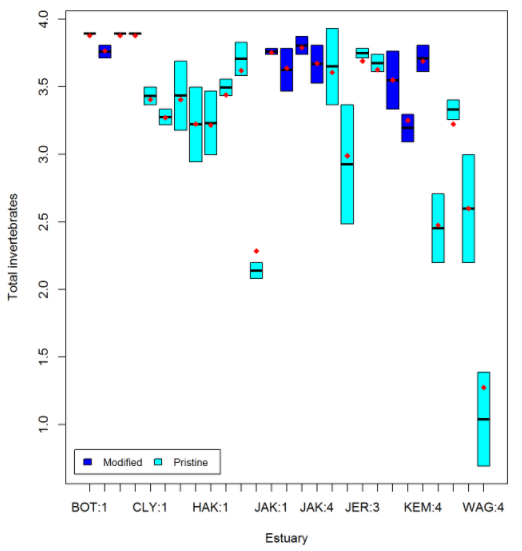 Total invertebrates
4.0
3.5
3.0
2.5
2.0
1.5
1.0
Modified Pristine
BOT:1 CLY:1 HAK:1 JAK:1 JAK:4 JER:3 KEM:4 WAG:4
Estuary